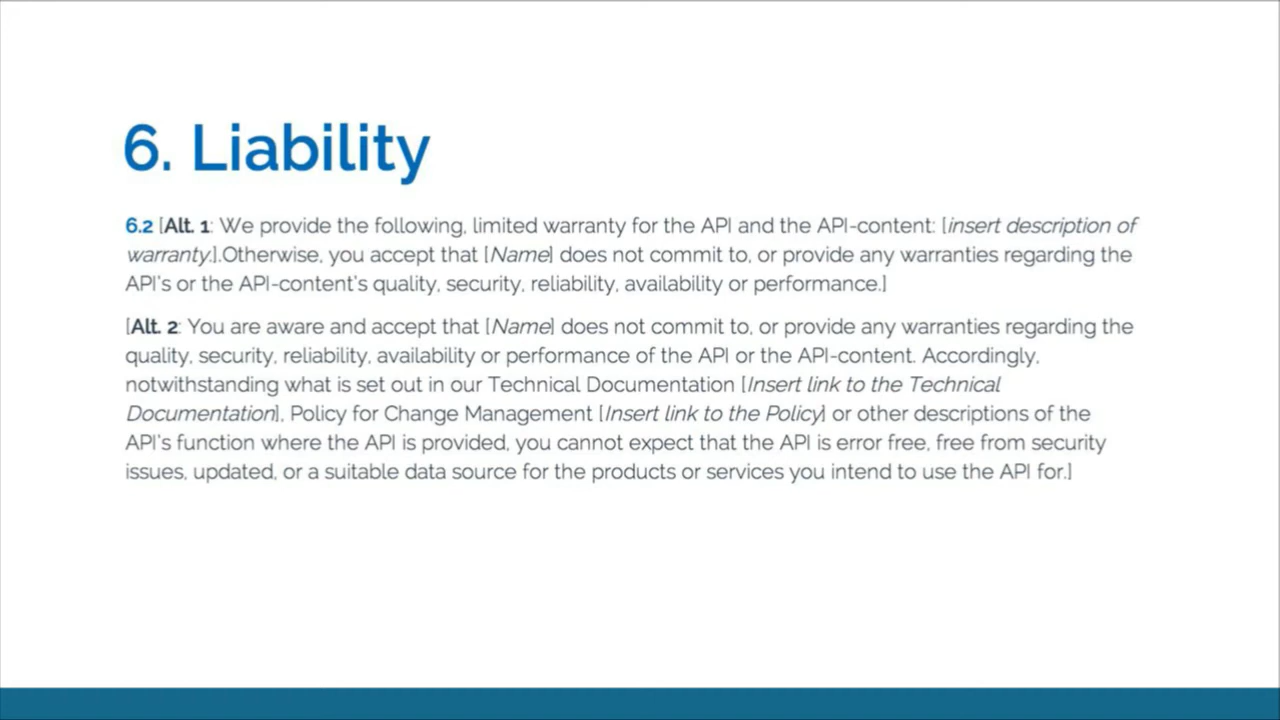 6. Liability
6.2 [Alt. 1: We provide the following, limited warranty for the API and the API-content: [insert description of
warranty.].Otherwise, you accept that [Name] does not commit to, or provide any warranties regarding the
API's or the API-content's quality, security, reliability, availability or performance.]
[Alt. 2: You are aware and accept that [Name] does not commit to, or provide any warranties regarding the
quality, security, reliability, availability or performance of the API or the API-content. Accordingly,
notwithstanding what is set out in our Technical Documentation [Insert link to the Technical
Documentation], Policy for Change Management [Insert link to the Policy] or other descriptions of the
API's function where the API is provided, you cannot expect that the API is error free, free from security
issues, updated, or a suitable data source for the products or services you intend to use the API for.]